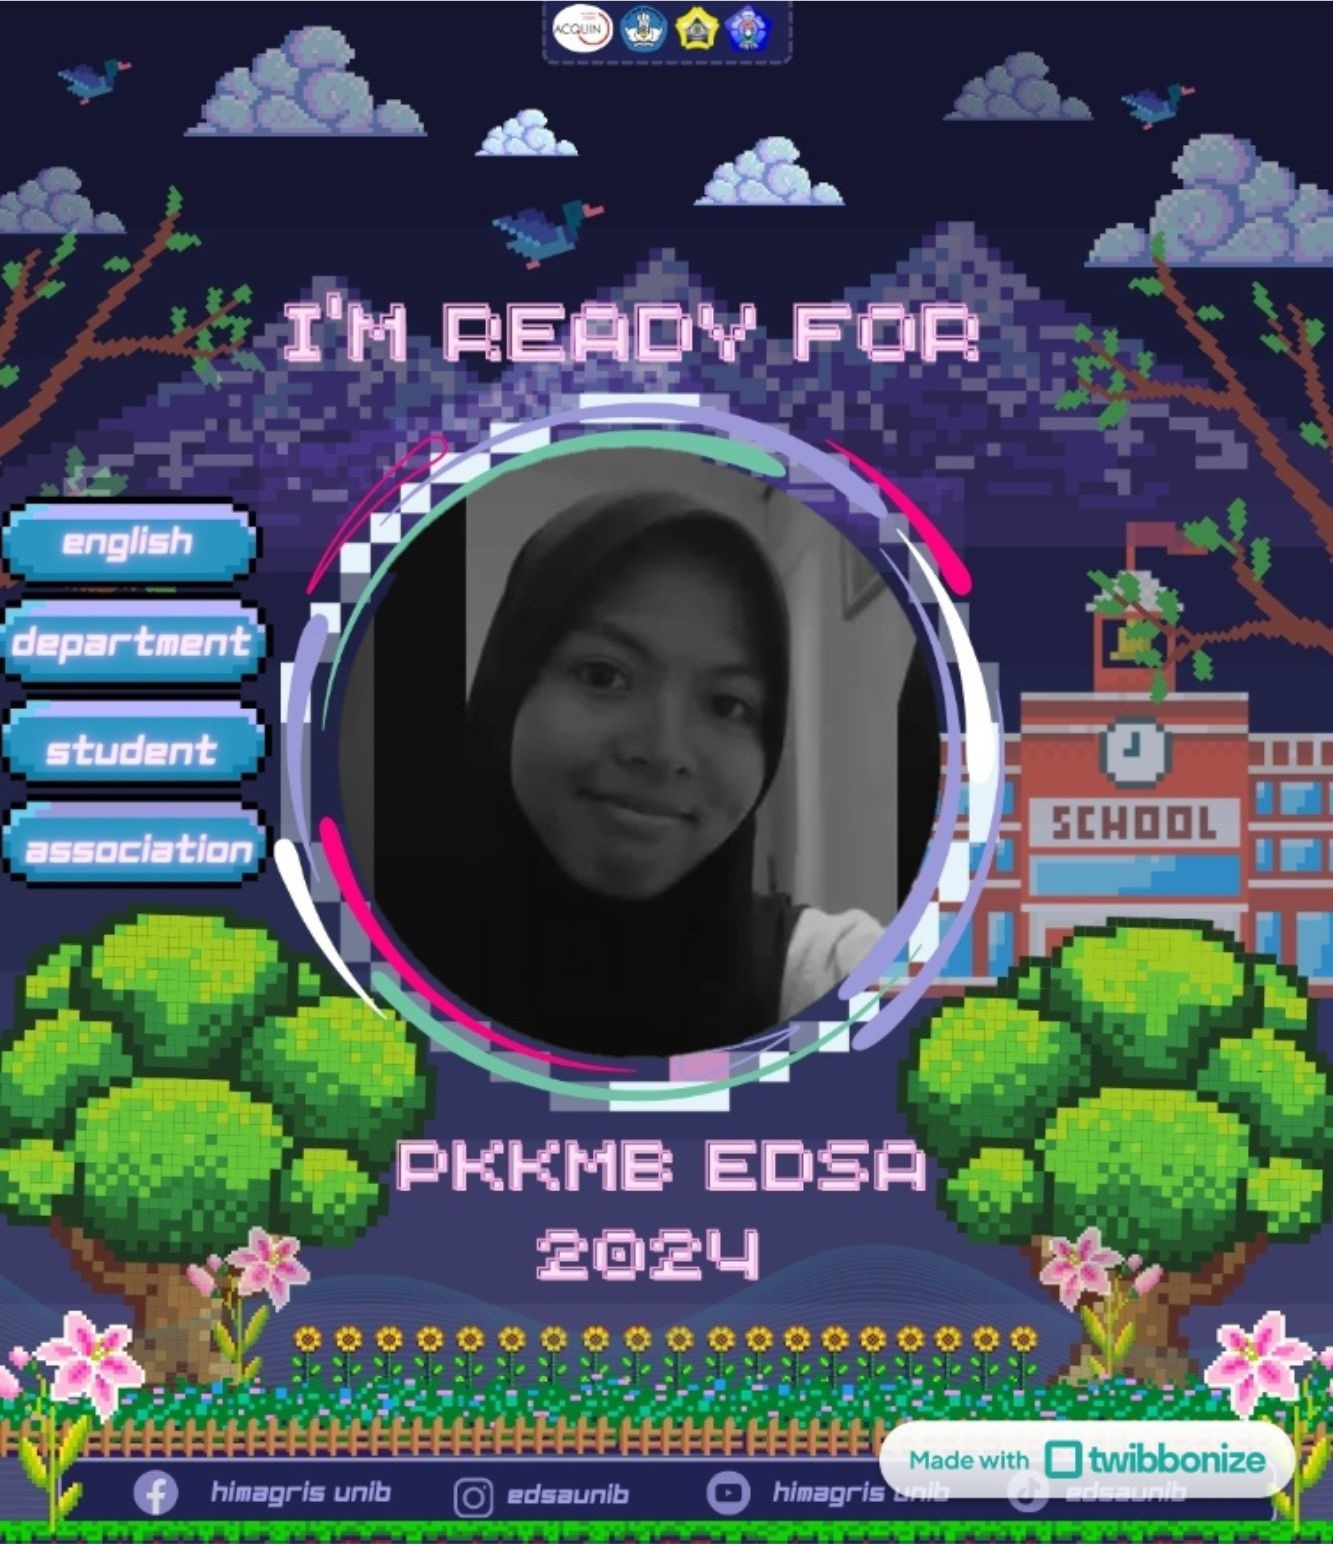 ACQUIN
I'M READY FOR
english
department
student
association
SCHOOL
PKKMB EDSA
2024
Made with twibbonize
himagris unib
edsaunib
himagris unib
edsaunib